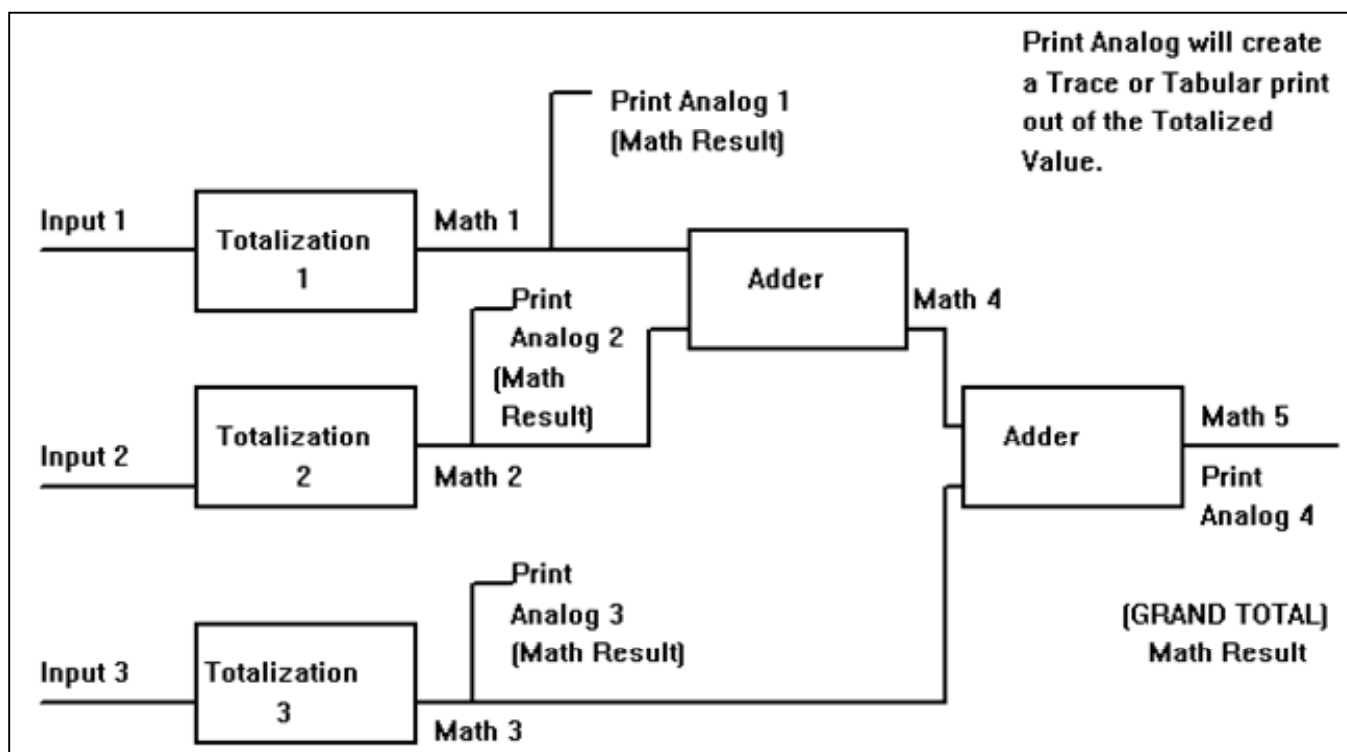 Print Analog will create
a Trace or Tabular print
out of the Totalized
Value.
Print Analog 1
(Math Result)
Input 1
Totalization
1
Math 1
Adder
Math 4
Print
Analog 2
(Math
Result)
Input 2
Totalization
2
Math 2
Adder
Math 5
Print
Analog 4
Print
Analog 3
(Math Result)
(GRAND TOTAL)
Math Result
Input 3
Totalization
3
Math 3